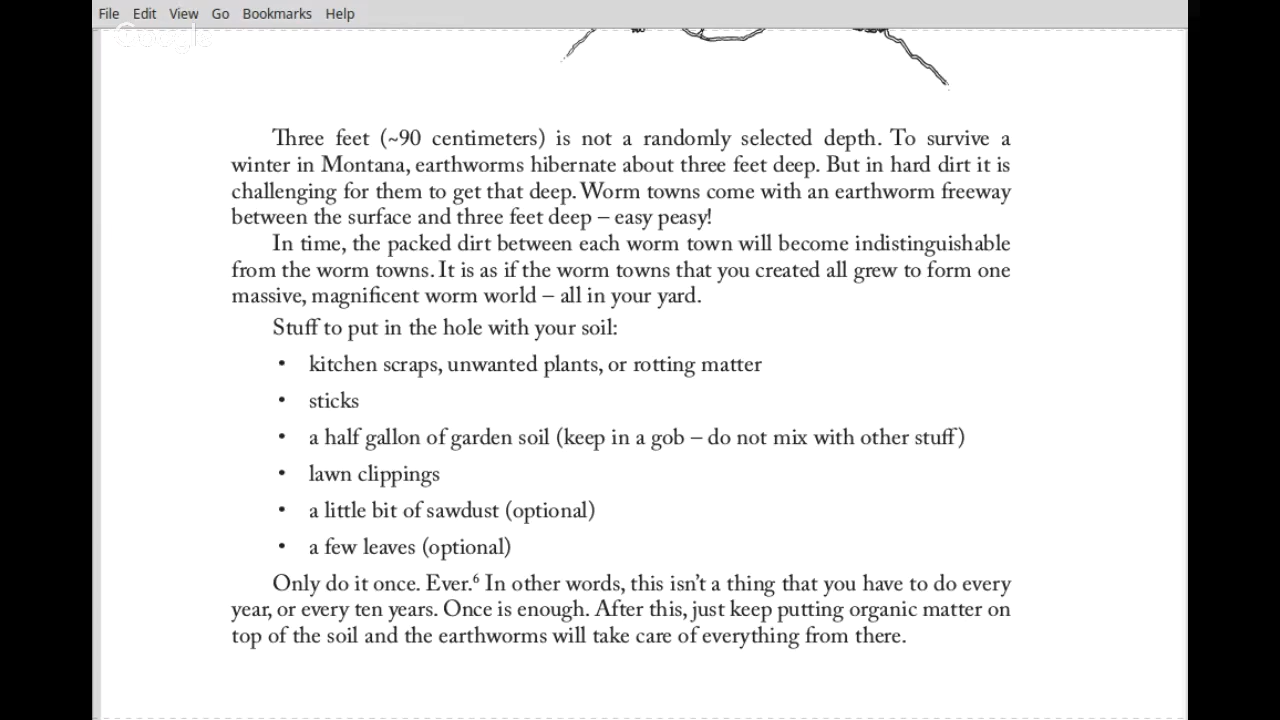 File Edit View Go Bookmarks Help
Google
Three feet (~90 centimeters) is not a randomly selected depth. To survive a
winter in Montana, earthworms hibernate about three feet deep. But in hard dirt it is
challenging for them to get that deep. Worm towns come with an earthworm freeway
between the surface and three feet deep – easy peasy!
In time, the packed dirt between each worm town will become indistinguishable
from the worm towns. It is as if the worm towns that you created all grew to form one
massive, magnificent worm world – all in your yard.
Stuff to put in the hole with your soil:
• kitchen scraps, unwanted plants, or rotting matter
• sticks
• a half gallon of garden soil (keep in a gob – do not mix with other stuff)
• lawn clippings
• a little bit of sawdust (optional)
• a few leaves (optional)
Only do it once. Ever.⁶ In other words, this isn't a thing that you have to do every
year, or every ten years. Once is enough. After this, just keep putting organic matter on
top of the soil and the earthworms will take care of everything from there.